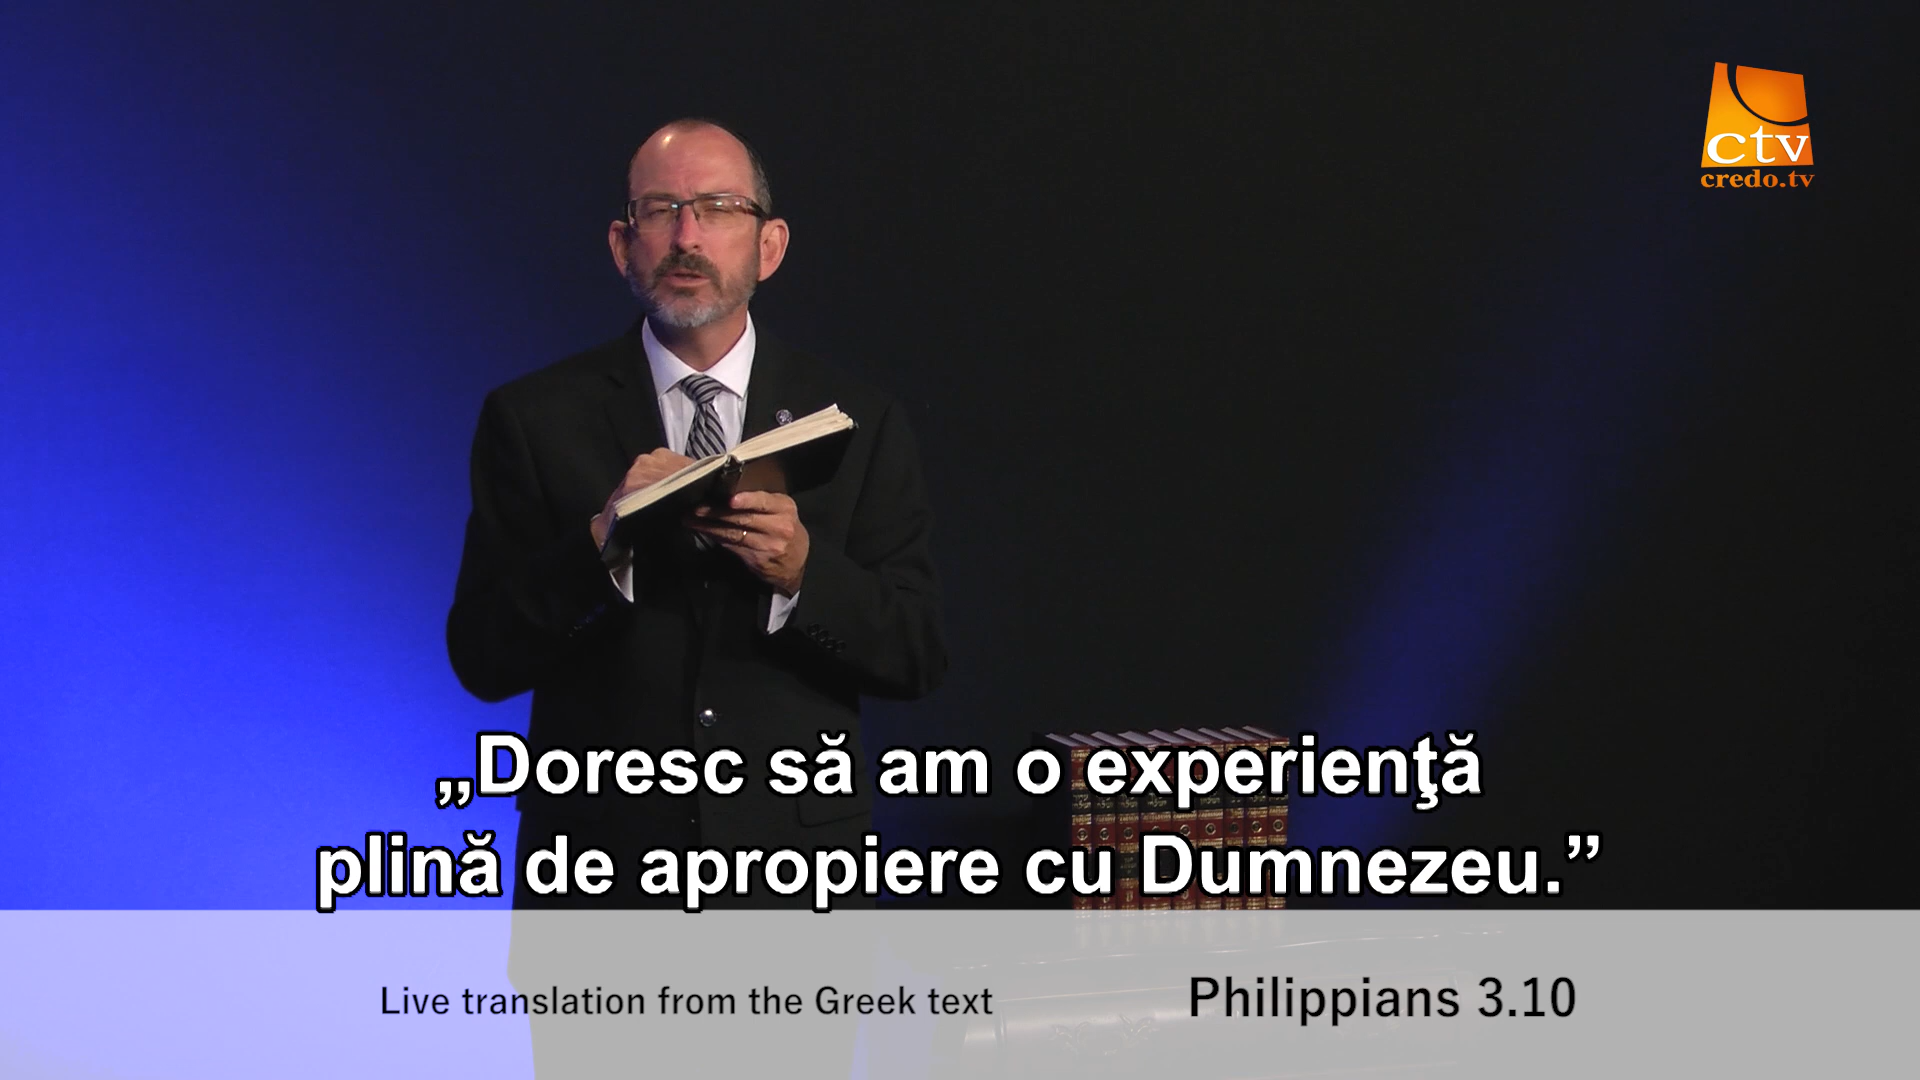 ctv
credo.tv
„Doresc să am o experienţă
plină de apropiere cu Dumnezeu.”
Live translation from the Greek text
Philippians 3.10